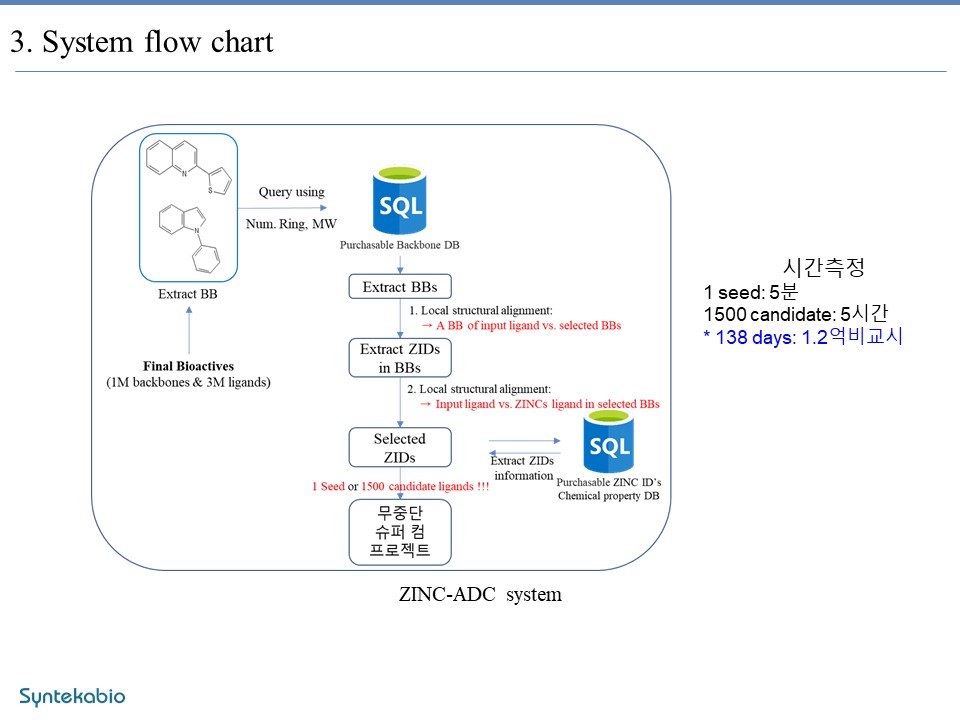 3. System flow chart
N
S
N
Extract BB
Final Bioactives
(1M backbones & 3M ligands)
Query using
Num. Ring, MW
SQL
Purchasable Backbone DB
Extract BBs
1. Local structural alignment:
→ A BB of input ligand vs. selected BBs
Extract ZIDs
in BBs
2. Local structural alignment:
→ Input ligand vs. ZINCs ligand in selected BBs
Selected
ZIDs
Extract ZIDs
information
SQL
Purchasable ZINC ID's
Chemical property DB
1 Seed or 1500 candidate ligands !!!
무중단
슈퍼 컴
프로젝트
시간측정
1 seed: 5분
1500 candidate: 5시간
* 138 days: 1.2억비교시
ZINC-ADC system
Syntekabio